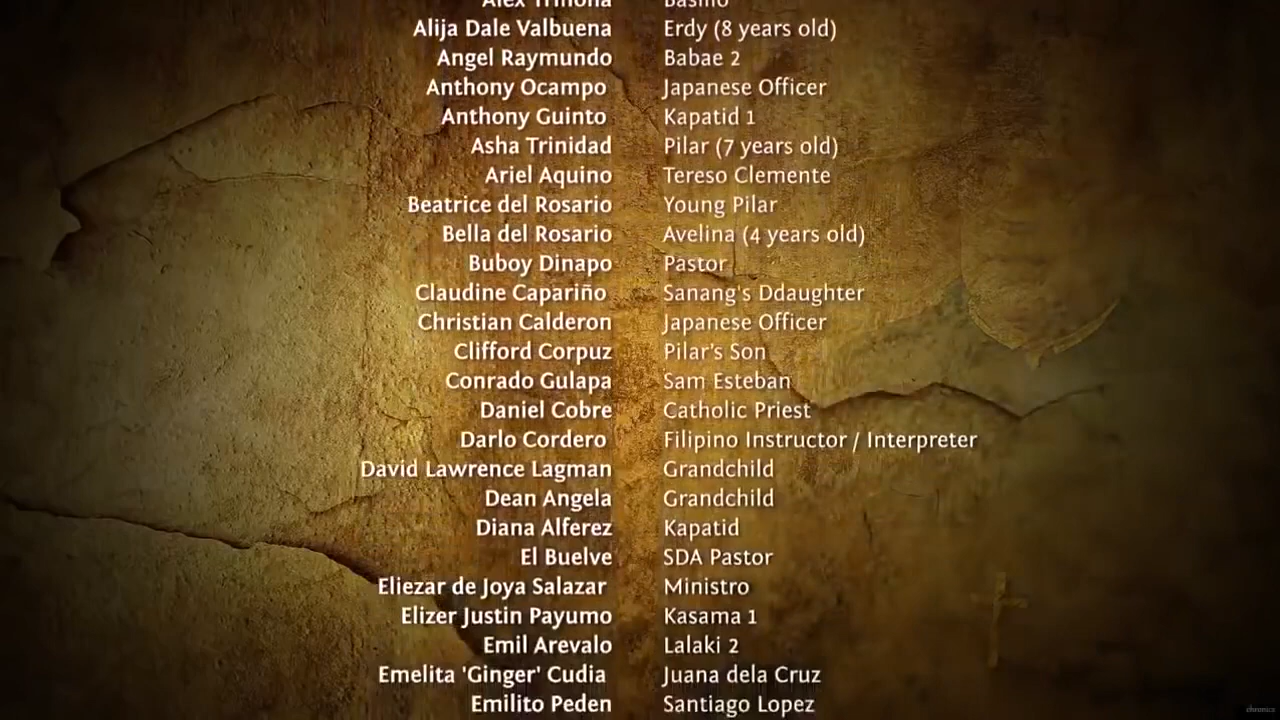 Alex Trinona Basilio
Alija Dale Valbuena Erdy (8 years old)
Angel Raymundo Babae 2
Anthony Ocampo Japanese Officer
Anthony Guinto Kapatid 1
Asha Trinidad Pilar (7 years old)
Ariel Aquino Tereso Clemente
Beatrice del Rosario Young Pilar
Bella del Rosario Avelina (4 years old)
Buboy Dinapo Pastor
Claudine Capariño Sanang's Ddaughter
Christian Calderon Japanese Officer
Clifford Corpuz Pilar's Son
Conrado Gulapa Sam Esteban
Daniel Cobre Catholic Priest
Darlo Cordero Filipino Instructor / Interpreter
David Lawrence Lagman Grandchild
Dean Angela Grandchild
Diana Alferez Kapatid
El Buelve SDA Pastor
Eliezar de Joya Salazar Ministro
Elizer Justin Payumo Kasama 1
Emil Arevalo Lalaki 2
Emelita 'Ginger' Cudia Juana dela Cruz
Emilito Peden Santiago Lopez